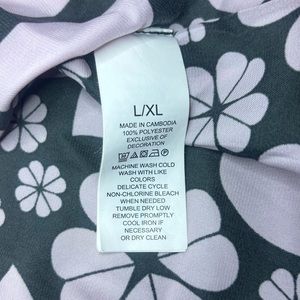 L/XL
MADE IN CAMBODIA
100% POLYESTER
EXCLUSIVE OF
DECORATION
MACHINE WASH COLD
WASH WITH LIKE
COLORS
DELICATE CYCLE
NON-CHLORINE BLEACH
WHEN NEEDED
TUMBLE DRY LOW
REMOVE PROMPTLY
COOL IRON IF
NECESSARY
OR DRY CLEAN